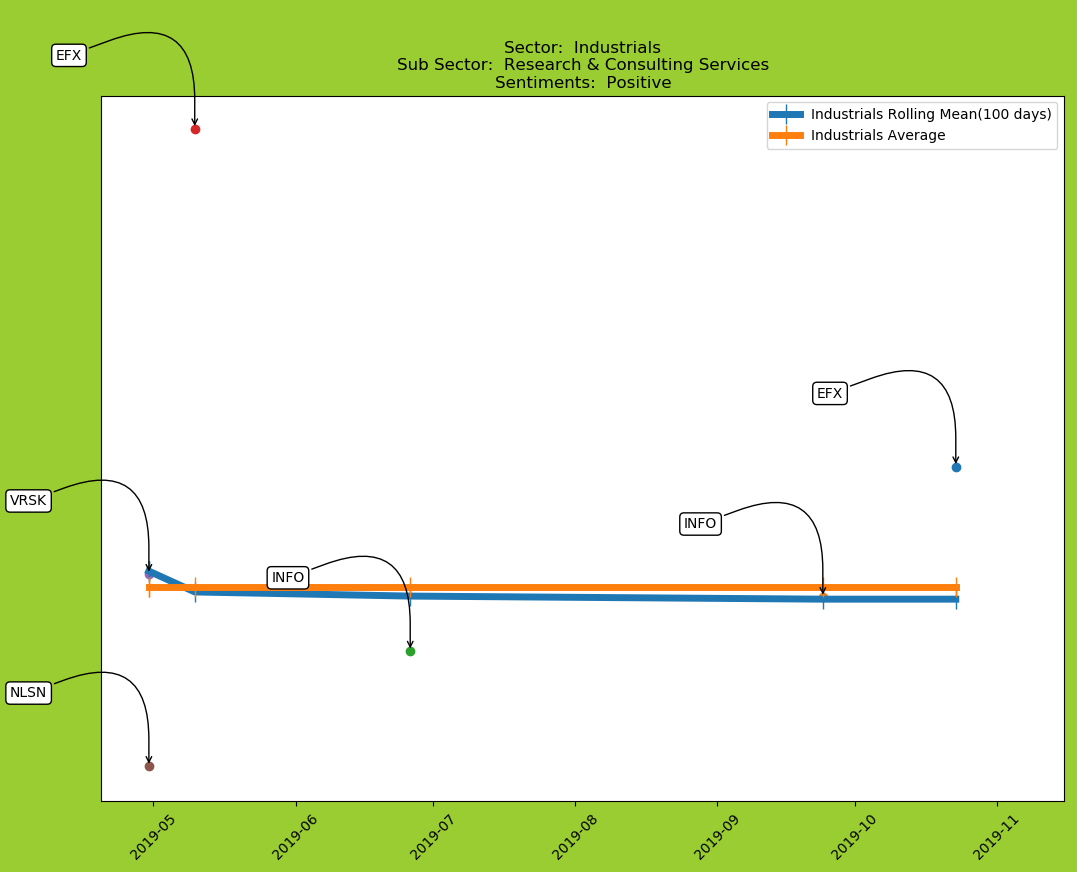 EFX
Sector:  Industrials
Sub Sector:  Research & Consulting Services
Sentiments:  Positive
Industrials Rolling Mean(100 days)
Industrials Average
EFX
VRSK
INFO
INFO
NLSN
2019-05
2019-06
2019-07
2019-08
2019-09
2019-10
2019-11